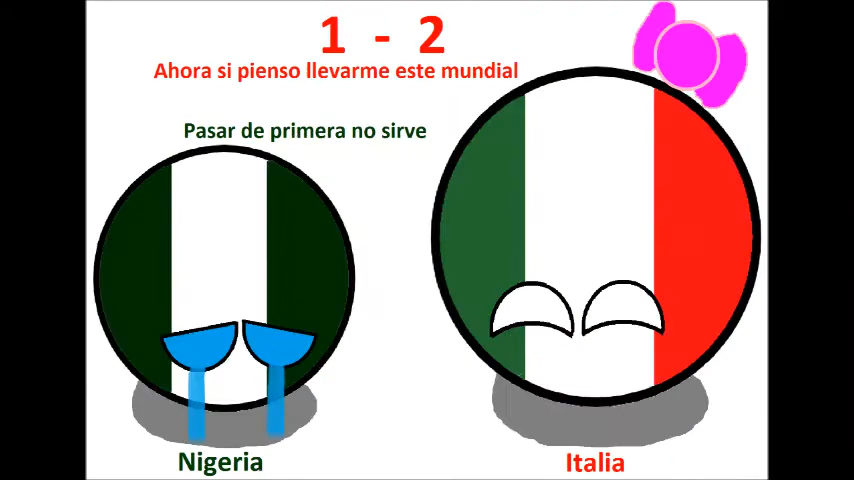 1 - 2
Ahora si pienso llevarme este mundial
Pasar de primera no sirve
Nigeria
Italia